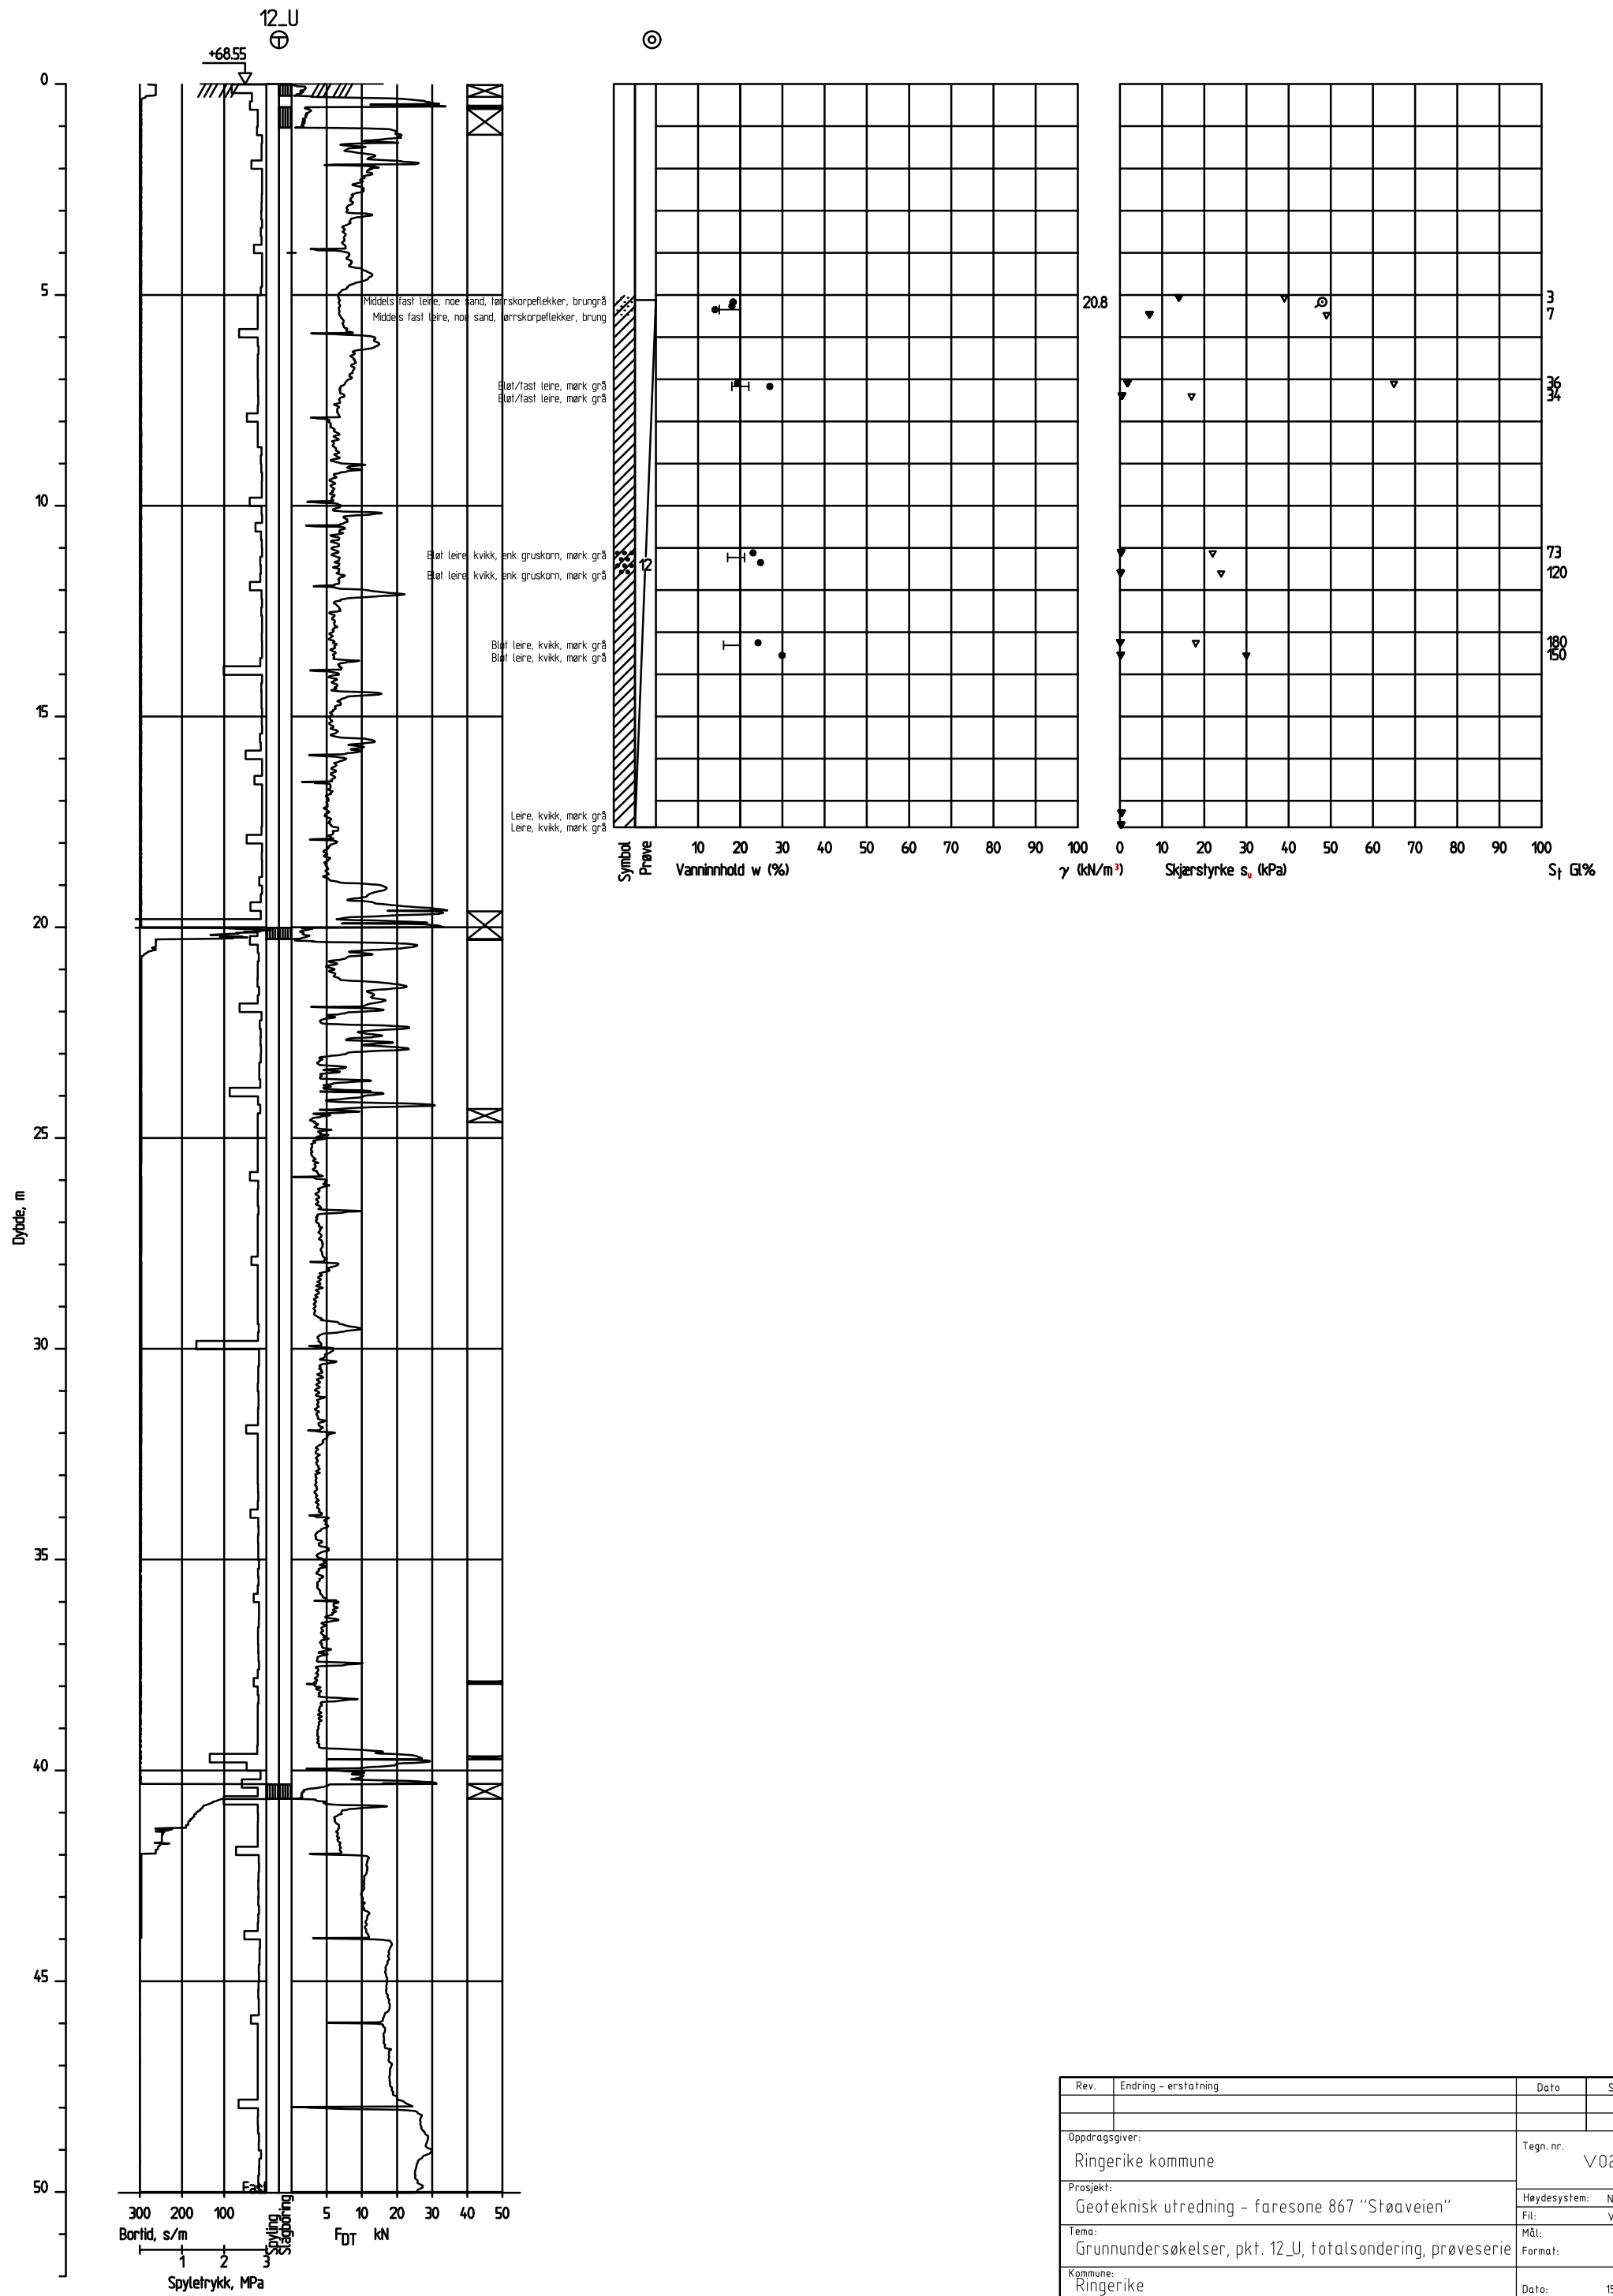 12_U
+68.55
0
5
Middels fast leire, noe sand, tørrskorpeflekker, brungrå
20.8
3
Middels fast leire, noe sand, tørrskorpeflekker, brung
7
Bløt/fast leire, mørk grå
36
Bløt/fast leire, mørk grå
34
10
Bløt leire, kvikk, enk gruskorn, mørk grå
73
12
Bløt leire, kvikk, enk gruskorn, mørk grå
120
Bløt leire, kvikk, mørk grå
180
Bløt leire, kvikk, mørk grå
150
15
Leire, kvikk, mørk grå
Leire, kvikk, mørk grå
Symbol
Prøve
10 20 30 40 50 60 70 80 90 100
Vanninnhold w (%)
γ (kN/m³)
0 10 20 30 40 50 60 70 80 90 100
Skjærstyrke su (kPa)
St Gl%
20
25
Dybde, m
30
35
40
45
50
300 200 100
Bortid, s/m
1 2 3
Spyletrykk, MPa
Spyling
Slagboring
5 10 20 30 40 50
FDT kN
Rev. Endring - erstatning Dato S
Oppdragsgiver:
Ringerike kommune
Tegn. nr.
V02
Prosjekt:
Geoteknisk utredning - faresone 867 "Støaveien"
Høydesystem: N
Fil: V
Tema:
Grunnundersøkelser, pkt. 12_U, totalsondering, prøveserie
Mål:
Format:
Kommune:
Ringerike
Dato: 15